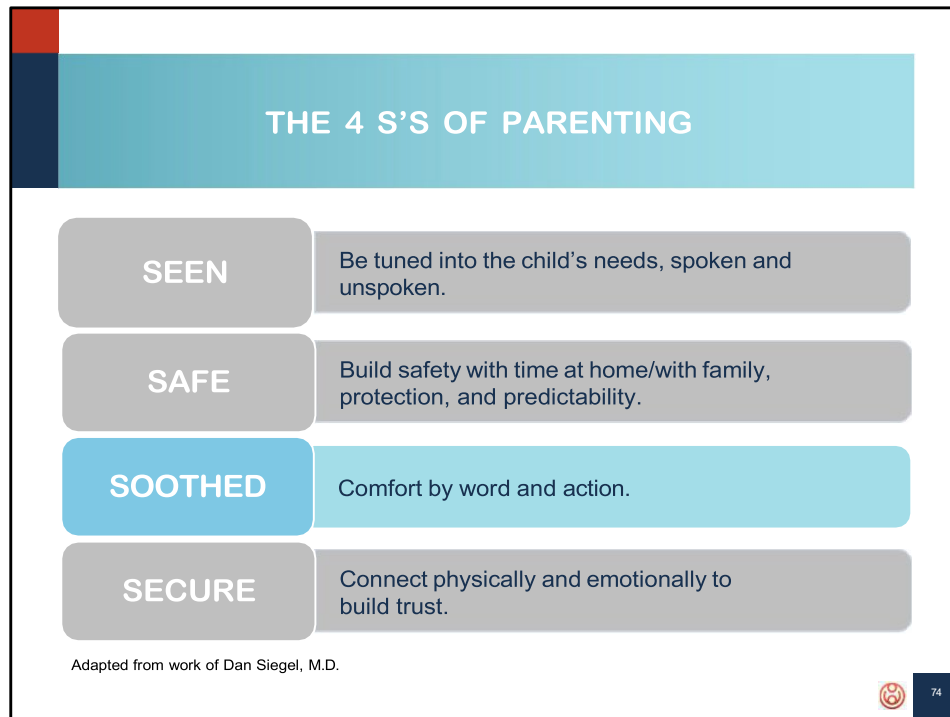 THE 4 S’S OF PARENTING
SEEN
Be tuned into the child’s needs, spoken and
unspoken.
SAFE
Build safety with time at home/with family,
protection, and predictability.
SOOTHED
Comfort by word and action.
SECURE
Connect physically and emotionally to
build trust.
Adapted from work of Dan Siegel, M.D.
74